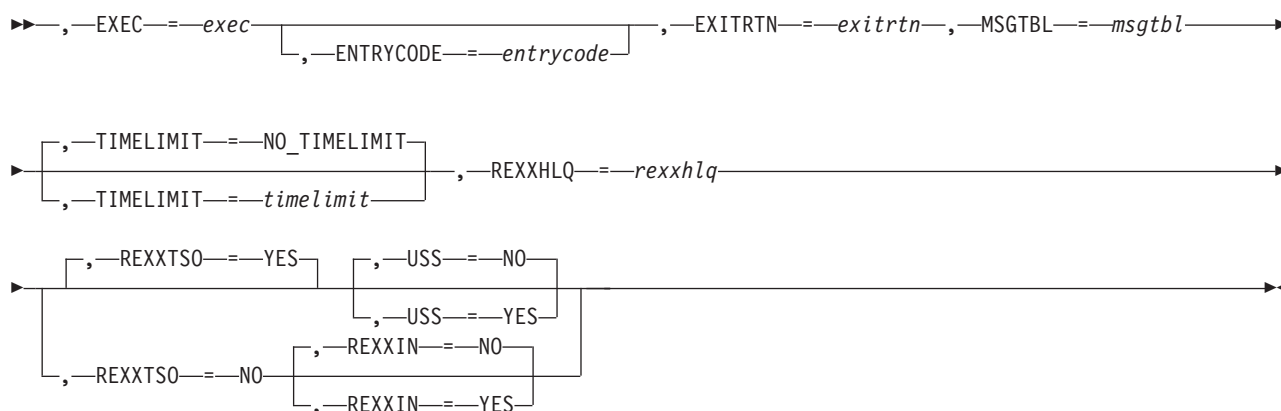 , EXEC = exec , EXITRTN = exitrtn , MSGTBL = msgtbl
, ENTRYCODE = entrycode
, TIMELIMIT = NO_TIMELIMIT
, REXXHLQ = rexxhlq
, TIMELIMIT = timelimit
, REXXTSO = YES , USS = NO
, USS = YES
, REXXIN = NO
, REXXTSO = NO
, REXXIN = YES